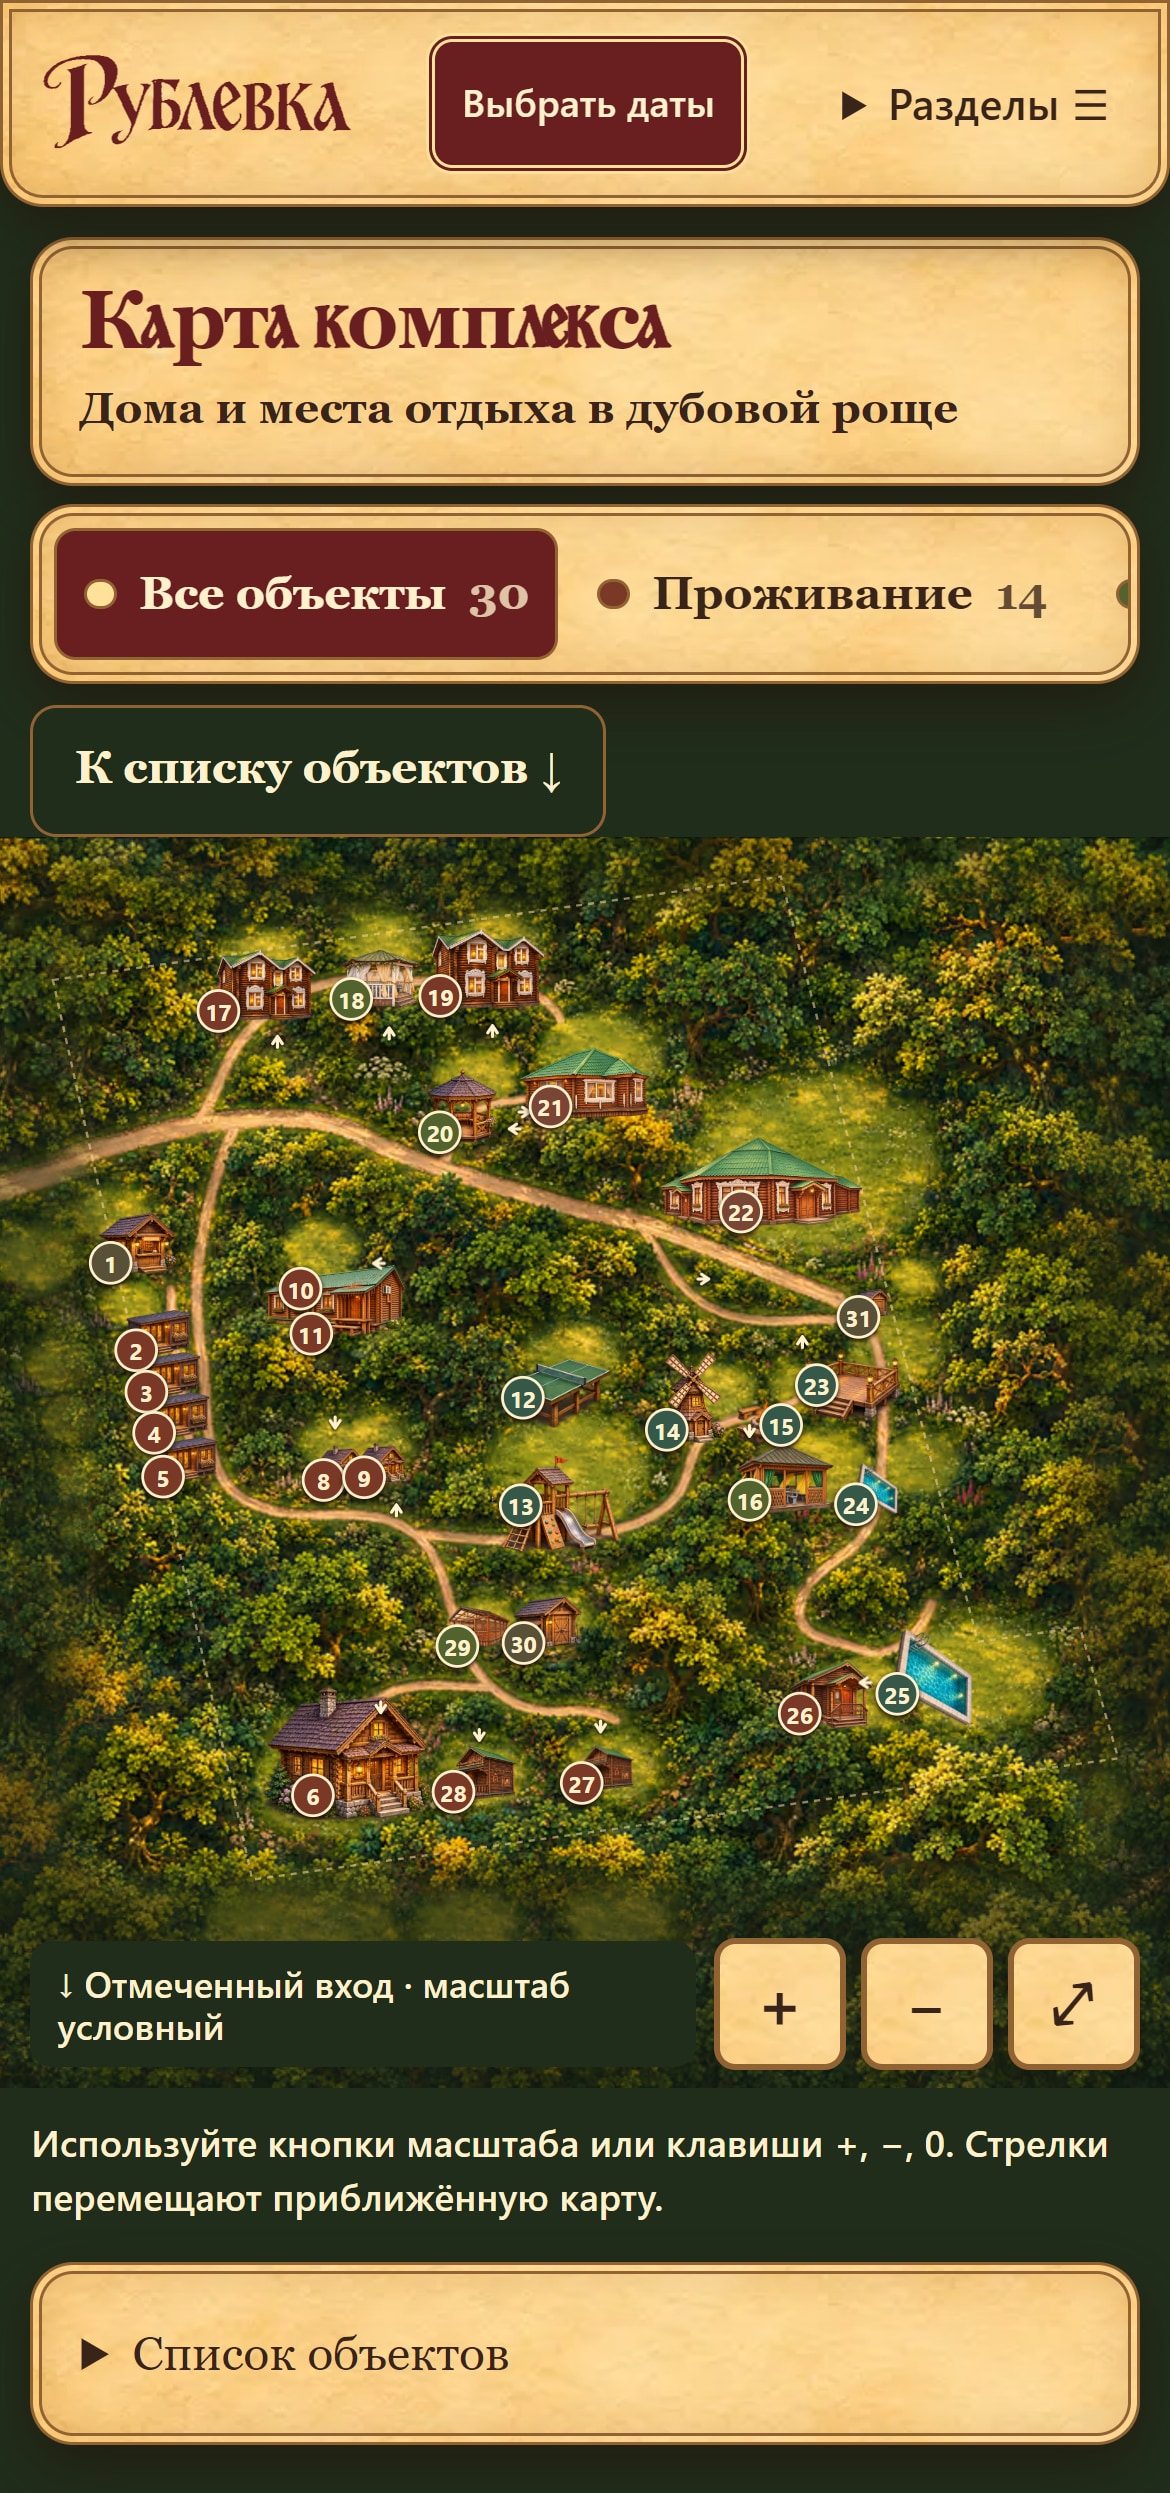 Рублевка
Выбрать даты
▶ Разделы ☰
Карта комплекса
Дома и места отдыха в дубовой роще
Все объекты 30
Проживание 14
К списку объектов ↓
17
18
19
20
21
22
1
10
11
31
2
3
4
5
12
23
14
15
8
9
13
16
24
29
30
26
25
6
28
27
↓ Отмеченный вход · масштаб
условный
+
−
⤢
Используйте кнопки масштаба или клавиши +, −, 0. Стрелки
перемещают приближённую карту.
▶ Список объектов